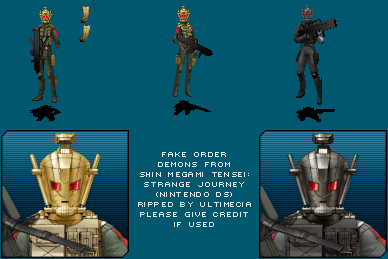 FAKE ORDER
DEMONS FROM
SHIN MEGAMI TENSEI:
STRANGE JOURNEY
(NINTENDO DS)
RIPPED BY ULTIMECIA
PLEASE GIVE CREDIT
IF USED